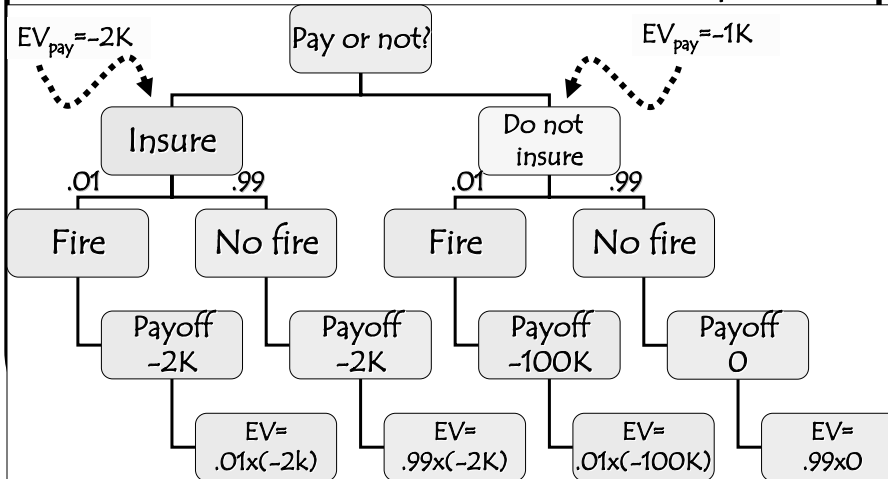 EVpay=-2K
Pay or not?
EVpay=-1K
Insure
Do not
insure
.01
.99
.01
.99
Fire
No fire
Fire
No fire
Payoff
-2K
Payoff
-2K
Payoff
-100K
Payoff
0
EV=
.01x(-2k)
EV=
.99x(-2K)
EV=
.01x(-100K)
EV=
.99x0